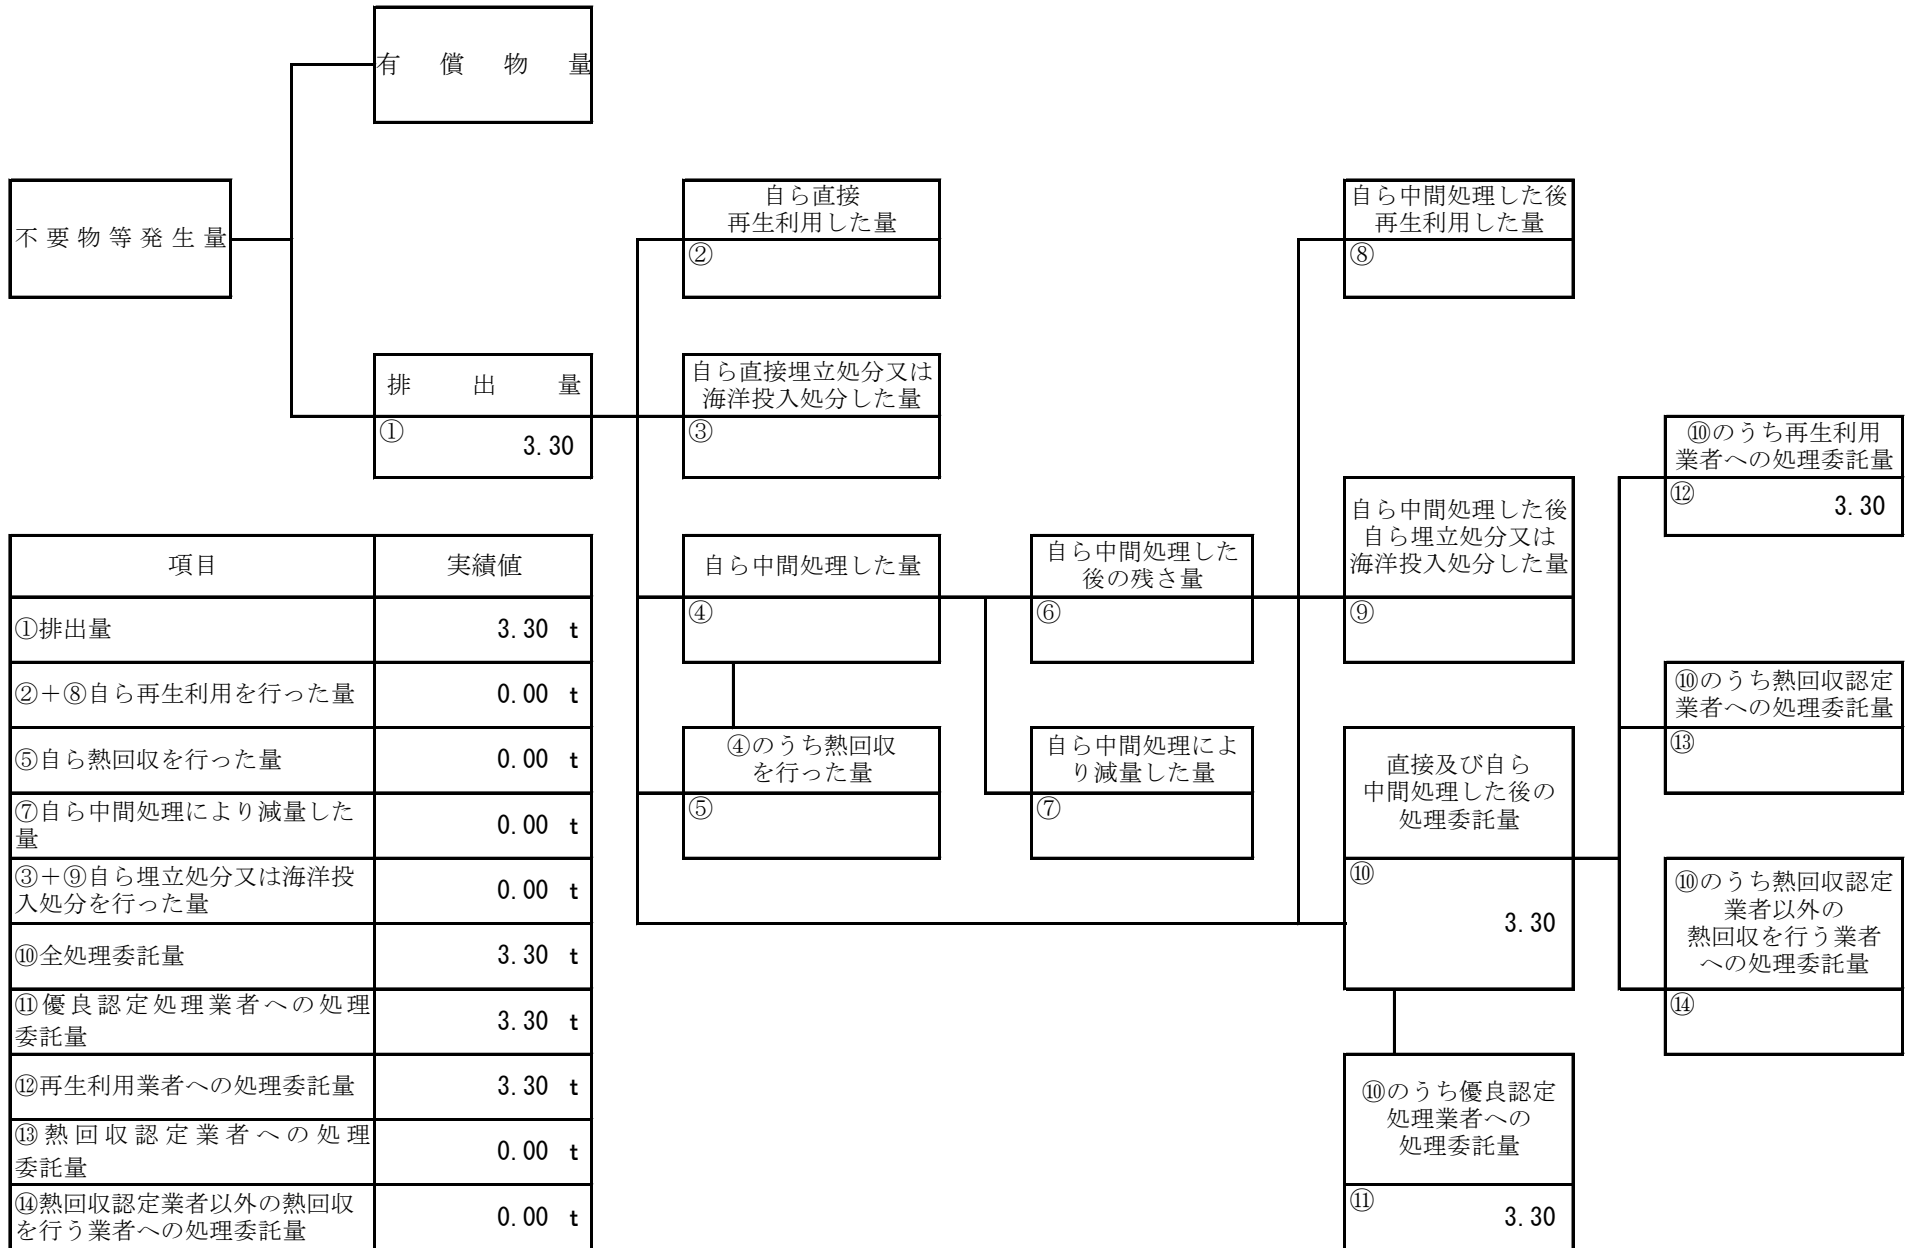 有償物量
不要物等発生量
自ら直接
再生利用した量
②
自ら中間処理した後
再生利用した量
⑧
排出量
①
3.30
自ら直接埋立処分又は
海洋投入処分した量
③
⑩のうち再生利用
業者への処理委託量
⑫
3.30
自ら中間処理した量
④
自ら中間処理した
後の残さ量
⑥
自ら中間処理した後
自ら埋立処分又は
海洋投入処分した量
⑨
④のうち熱回収
を行った量
⑤
自ら中間処理によ
り減量した量
⑦
直接及び自ら
中間処理した後の
処理委託量
⑩
3.30
⑩のうち熱回収認定
業者への処理委託量
⑬
⑩のうち熱回収認定
業者以外の
熱回収を行う業者
への処理委託量
⑭
⑩のうち優良認定
処理業者への
処理委託量
⑪
3.30
項目 実績値
①排出量 3.30 t
②+⑧自ら再生利用を行った量 0.00 t
⑤自ら熱回収を行った量 0.00 t
⑦自ら中間処理により減量した
量 0.00 t
③+⑨自ら埋立処分又は海洋投
入処分を行った量 0.00 t
⑩全処理委託量 3.30 t
⑪優良認定処理業者への処理
委託量 3.30 t
⑫再生利用業者への処理委託量 3.30 t
⑬熱回収認定業者への処理
委託量 0.00 t
⑭熱回収認定業者以外の熱回収
を行う業者への処理委託量 0.00 t